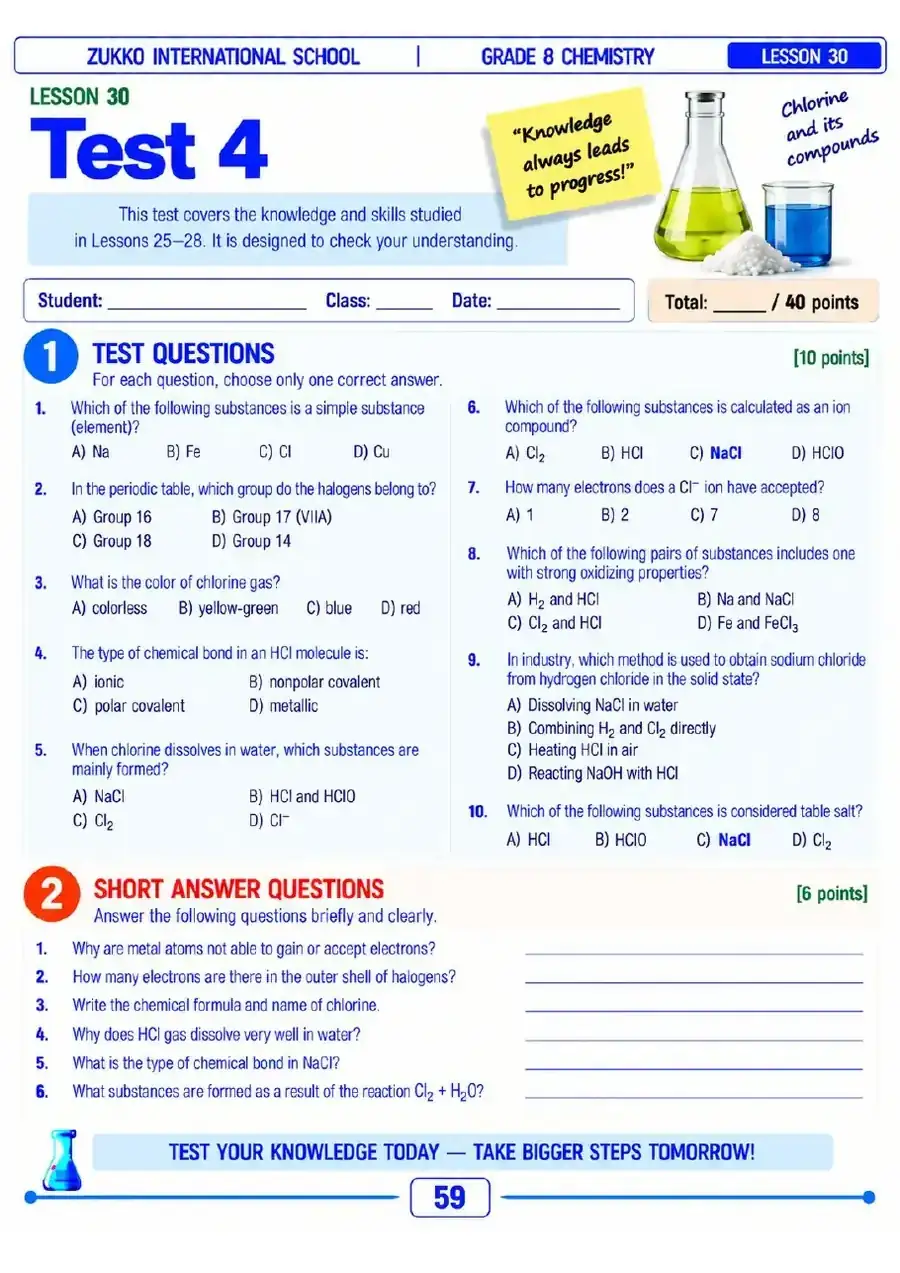 ZUKKO INTERNATIONAL SCHOOL | GRADE 8 CHEMISTRY LESSON 30
LESSON 30
Test 4
"Knowledge
always leads
to progress!"
Chlorine
and its
compounds
This test covers the knowledge and skills studied
in Lessons 25–28. It is designed to check your understanding.
Student: ____________ Class: ______ Date: ____________
Total: ______ / 40 points
1 TEST QUESTIONS [10 points]
For each question, choose only one correct answer.
1. Which of the following substances is a simple substance
(element)?
A) Na B) Fe C) Cl D) Cu
2. In the periodic table, which group do the halogens belong to?
A) Group 16 B) Group 17 (VIIA)
C) Group 18 D) Group 14
3. What is the color of chlorine gas?
A) colorless B) yellow-green C) blue D) red
4. The type of chemical bond in an HCl molecule is:
A) ionic B) nonpolar covalent
C) polar covalent D) metallic
5. When chlorine dissolves in water, which substances are
mainly formed?
A) NaCl B) HCl and HClO
C) Cl₂ D) Cl⁻
6. Which of the following substances is calculated as an ion
compound?
A) Cl₂ B) HCl C) NaCl D) HClO
7. How many electrons does a Cl⁻ ion have accepted?
A) 1 B) 2 C) 7 D) 8
8. Which of the following pairs of substances includes one
with strong oxidizing properties?
A) H₂ and HCl B) Na and NaCl
C) Cl₂ and HCl D) Fe and FeCl₃
9. In industry, which method is used to obtain sodium chloride
from hydrogen chloride in the solid state?
A) Dissolving NaCl in water
B) Combining H₂ and Cl₂ directly
C) Heating HCl in air
D) Reacting NaOH with HCl
10. Which of the following substances is considered table salt?
A) HCl B) HClO C) NaCl D) Cl₂
2 SHORT ANSWER QUESTIONS [6 points]
Answer the following questions briefly and clearly.
1. Why are metal atoms not able to gain or accept electrons?
2. How many electrons are there in the outer shell of halogens?
3. Write the chemical formula and name of chlorine.
4. Why does HCl gas dissolve very well in water?
5. What is the type of chemical bond in NaCl?
6. What substances are formed as a result of the reaction Cl₂ + H₂O?
TEST YOUR KNOWLEDGE TODAY — TAKE BIGGER STEPS TOMORROW!
59